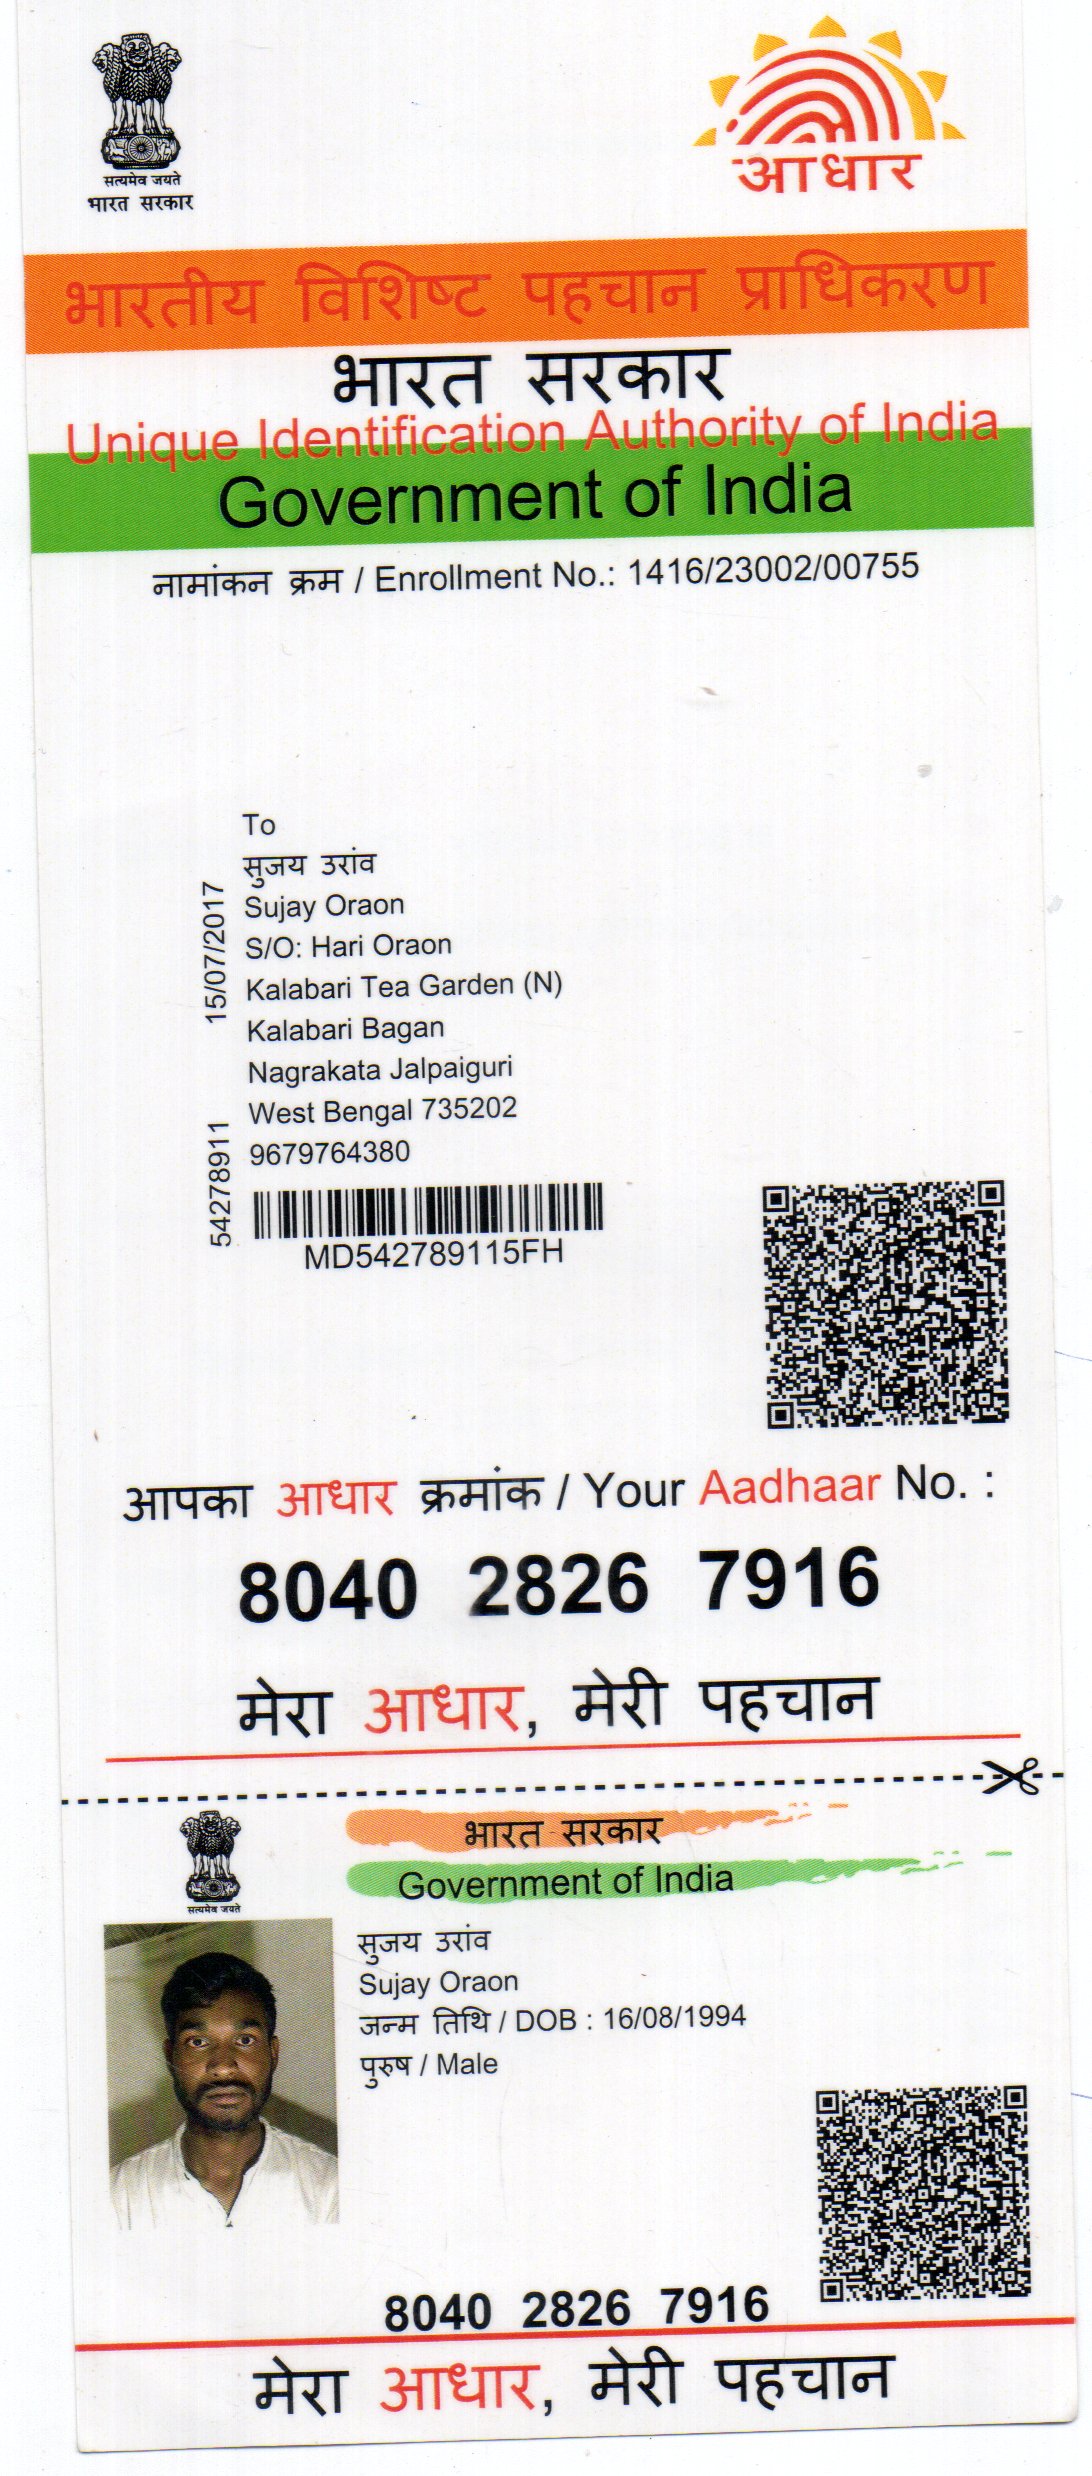 सत्यमेव जयते
भारत सरकार
आधार
भारतीय विशिष्ट पहचान प्राधिकरण
भारत सरकार
Unique Identification Authority of India
Government of India
नामांकन क्रम / Enrollment No.: 1416/23002/00755
To
सुजय उरांव
Sujay Oraon
S/O: Hari Oraon
Kalabari Tea Garden (N)
Kalabari Bagan
Nagrakata Jalpaiguri
West Bengal 735202
9679764380
15/07/2017
54278911
MD542789115FH
आपका आधार क्रमांक / Your Aadhaar No. :
8040 2826 7916
मेरा आधार, मेरी पहचान
भारत सरकार
Government of India
सत्यमेव जयते
सुजय उरांव
Sujay Oraon
जन्म तिथि / DOB : 16/08/1994
पुरुष / Male
8040 2826 7916
मेरा आधार, मेरी पहचान